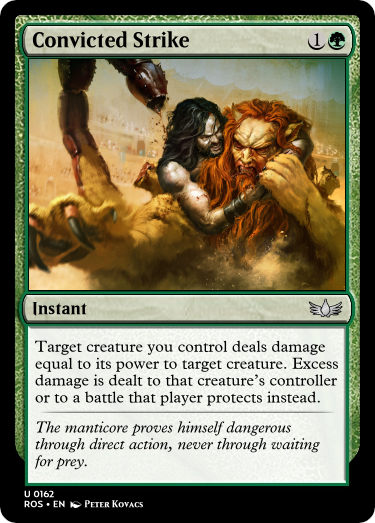 Convicted Strike 1
Instant
Target creature you control deals damage
equal to its power to target creature. Excess
damage is dealt to that creature's controller
or to a battle that player protects instead.
The manticore proves himself dangerous
through direct action, never through waiting
for prey.
U 0162
ROS • EN Peter Kovacs